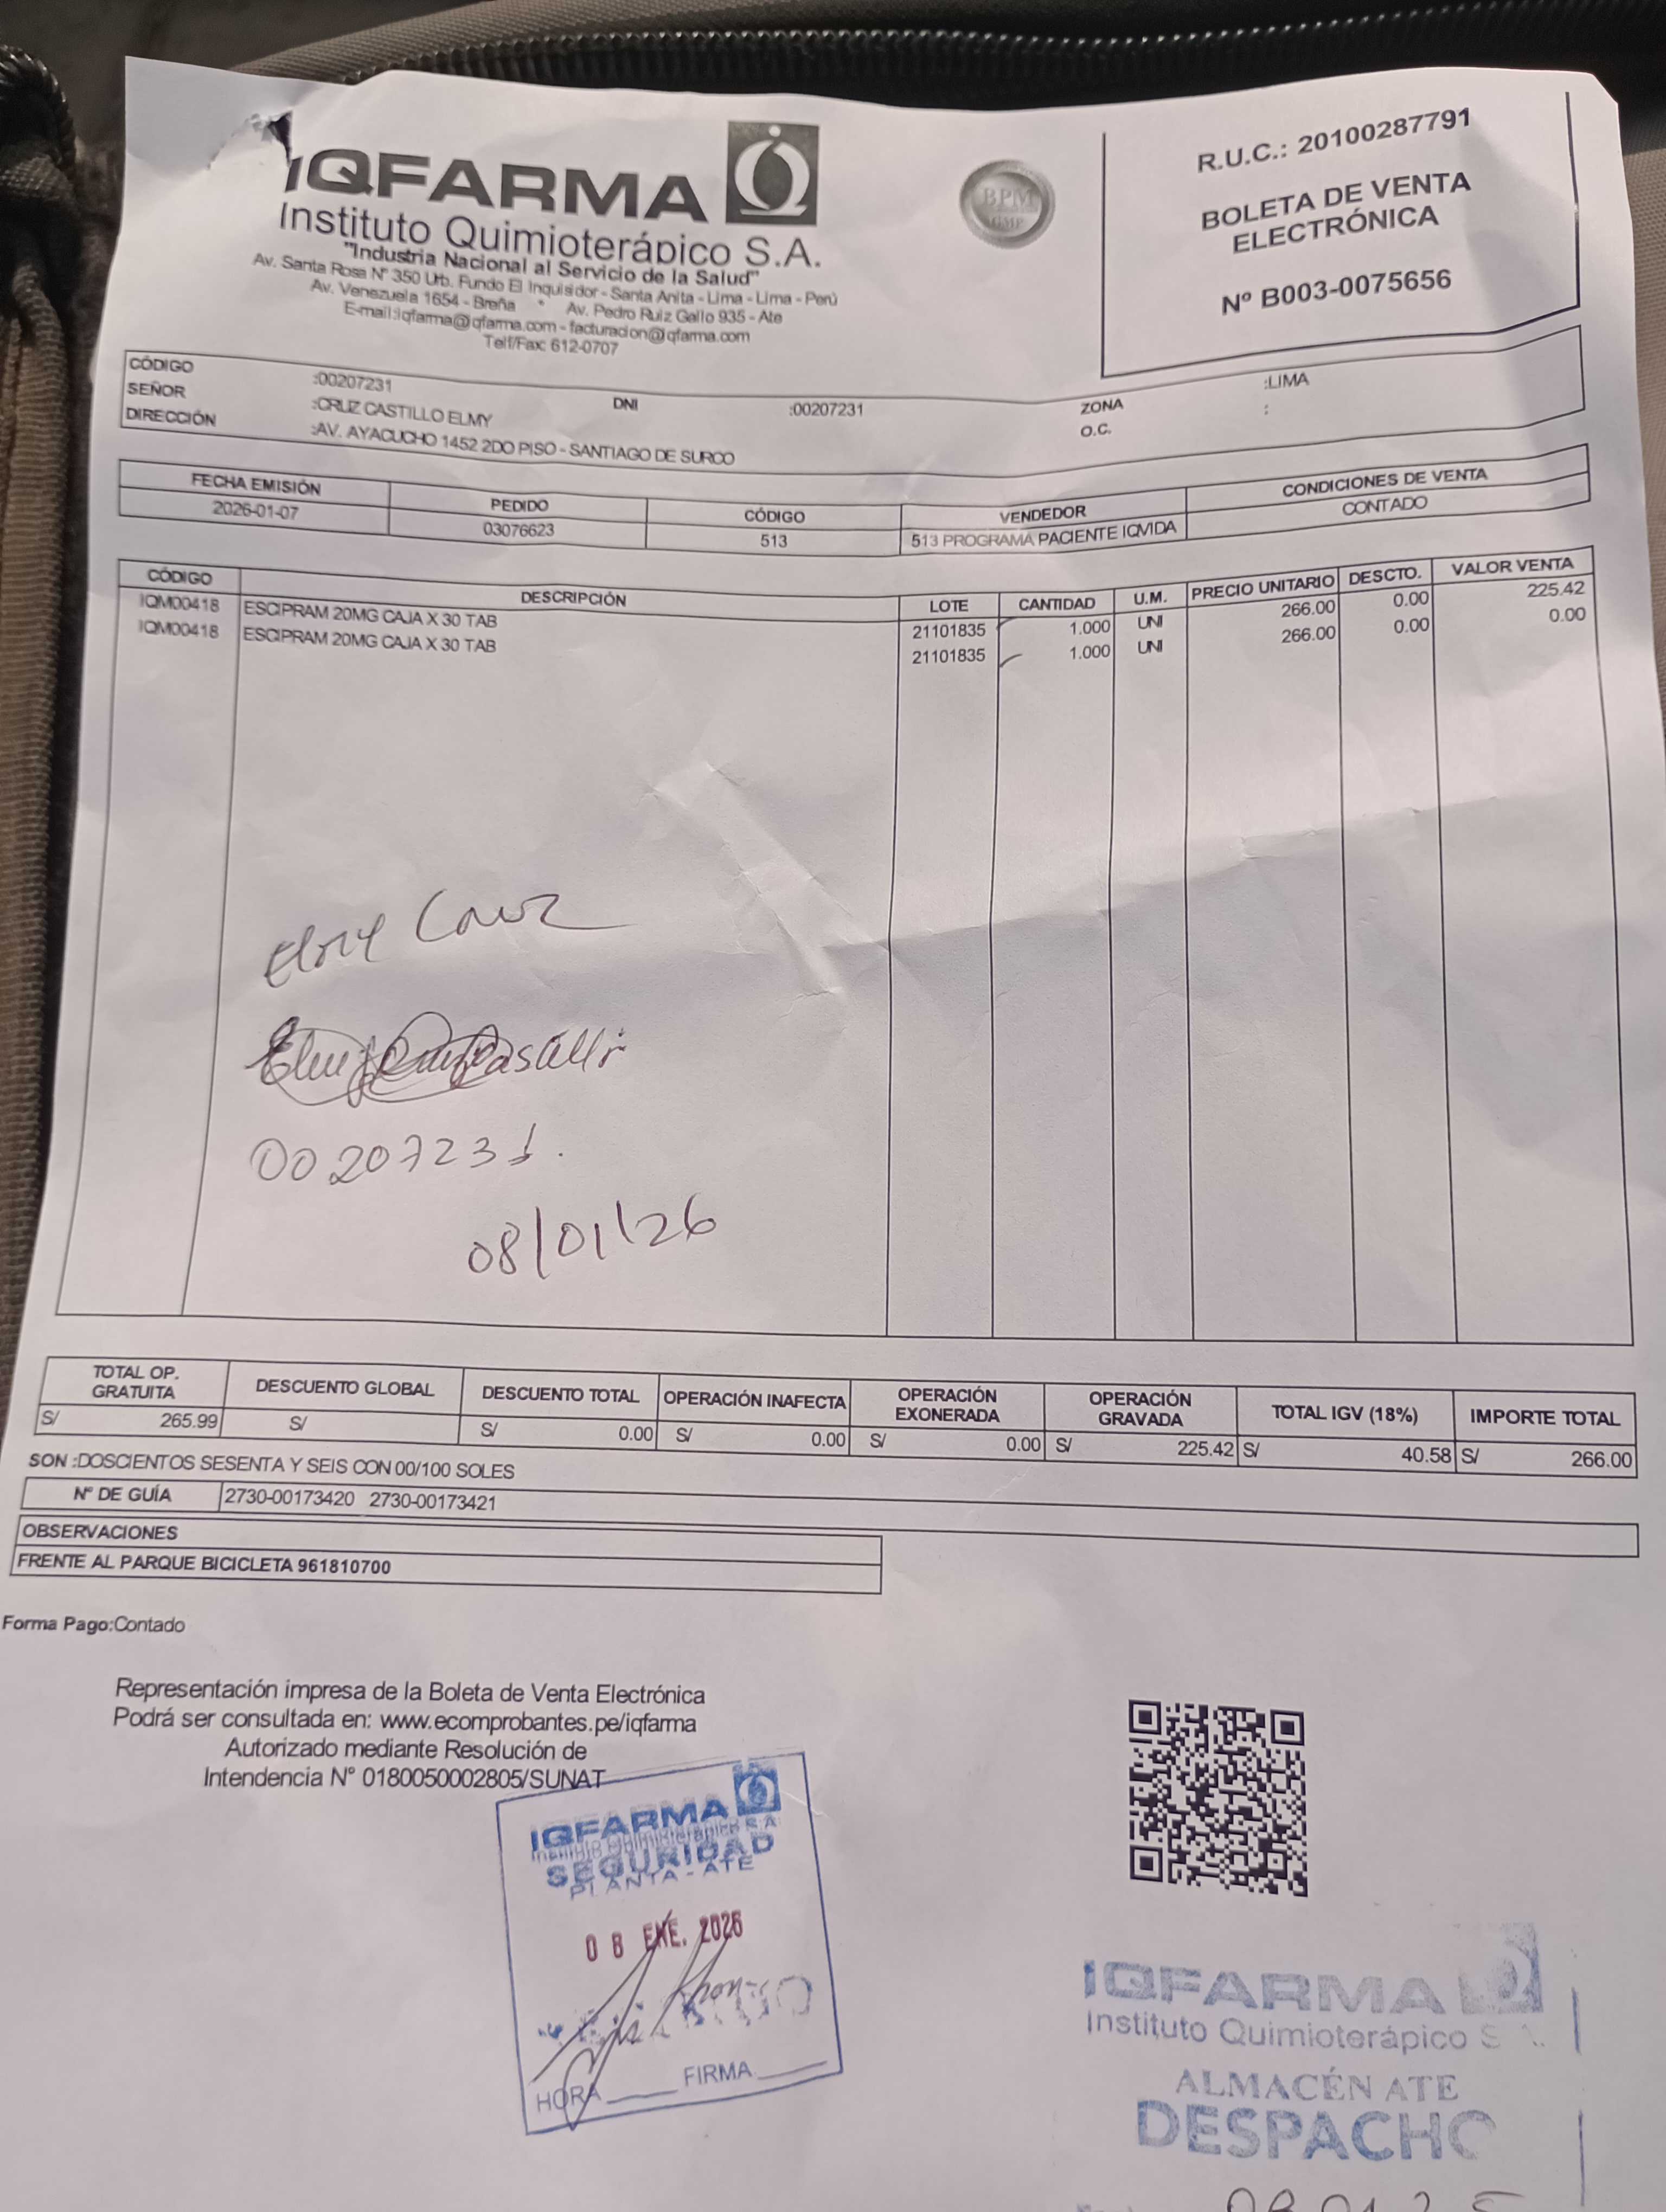 IQFARMA
Instituto Quimioterápico S.A.
"Industria Nacional al Servicio de la Salud"
Av. Santa Rosa Nº 350 Urb. Fundo El Inquisidor - Santa Anita - Lima - Lima - Perú
Av. Venezuela 1654 - Breña * Av. Pedro Ruiz Gallo 935 - Ate
E-mail:iqfarma@iqfarma.com - facturacion@iqfarma.com
Telf/Fax: 612-0707
BPM
GMP
R.U.C.: 20100287791
BOLETA DE VENTA
ELECTRÓNICA
Nº B003-0075656
CÓDIGO :00207231 DNI :00207231 ZONA :LIMA
SEÑOR :CRUZ CASTILLO ELMY O.C. :
DIRECCIÓN :AV. AYACUCHO 1452 2DO PISO - SANTIAGO DE SURCO
FECHA EMISIÓN PEDIDO CÓDIGO VENDEDOR CONDICIONES DE VENTA
2026-01-07 03076623 513 513 PROGRAMA PACIENTE IQVIDA CONTADO
CÓDIGO DESCRIPCIÓN LOTE CANTIDAD U.M. PRECIO UNITARIO DESCTO. VALOR VENTA
IQM00418 ESCIPRAM 20MG CAJA X 30 TAB 21101835 1.000 UNI 266.00 0.00 225.42
IQM00418 ESCIPRAM 20MG CAJA X 30 TAB 21101835 1.000 UNI 266.00 0.00 0.00
Elmy Cruz
00207231.
08/01/26
TOTAL OP. GRATUITA DESCUENTO GLOBAL DESCUENTO TOTAL OPERACIÓN INAFECTA OPERACIÓN EXONERADA OPERACIÓN GRAVADA TOTAL IGV (18%) IMPORTE TOTAL
S/ 265.99 S/ S/ 0.00 S/ 0.00 S/ 0.00 S/ 225.42 S/ 40.58 S/ 266.00
SON :DOSCIENTOS SESENTA Y SEIS CON 00/100 SOLES
Nº DE GUÍA 2730-00173420 2730-00173421
OBSERVACIONES
FRENTE AL PARQUE BICICLETA 961810700
Forma Pago:Contado
Representación impresa de la Boleta de Venta Electrónica
Podrá ser consultada en: www.ecomprobantes.pe/iqfarma
Autorizado mediante Resolución de
Intendencia N° 0180050002805/SUNAT
IQFARMA
Instituto Quimioterápico S.A.
SEGURIDAD
PLANTA - ATE
08 ENE. 2026
HORA FIRMA
IQFARMA
Instituto Quimioterápico S
ALMACÉN ATE
DESPACHO